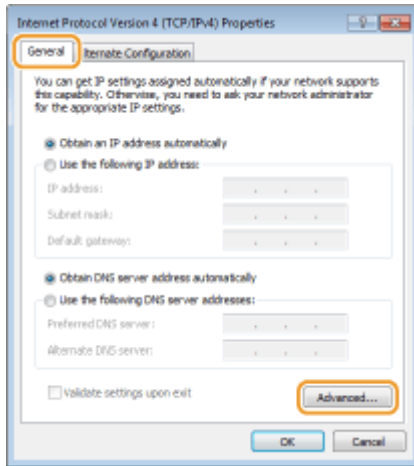 Internet Protocol Version 4 (TCP/IPv4) Properties
General
lternate Configuration
You can get IP settings assigned automatically if your network supports
this capability. Otherwise, you need to ask your network administrator
for the appropriate IP settings.
Obtain an IP address automatically
Use the following IP address:
IP address:
Subnet mask:
Default gateway:
Obtain DNS server address automatically
Use the following DNS server addresses:
Preferred DNS server:
Alternate DNS server:
Validate settings upon exit
Advanced...
OK
Cancel